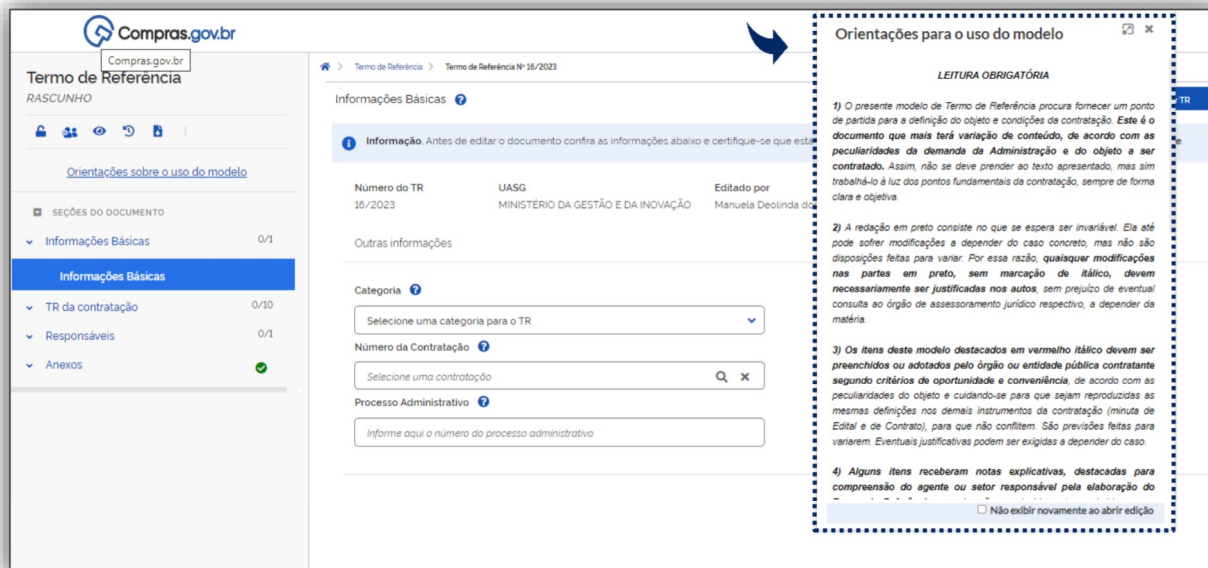 Compras.gov.br
Compras.gov.br
Termo de Referência
RASCUNHO
Orientações sobre o uso do modelo
SEÇÕES DO DOCUMENTO
Informações Básicas 0/1
Informações Básicas
TR da contratação 0/10
Responsáveis 0/1
Anexos
Termo de Referência > Termo de Referência Nº 16/2023
Informações Básicas
TR
Informação. Antes de editar o documento confira as informações abaixo e certifique-se que está
Número do TR UASG Editado por
16/2023 MINISTÉRIO DA GESTÃO E DA INOVAÇÃO Manuela Deolinda do
Outras informações
Categoria
Selecione uma categoria para o TR
Número da Contratação
Selecione uma contratação
Processo Administrativo
Informe aqui o número do processo administrativo
Orientações para o uso do modelo
LEITURA OBRIGATÓRIA
1) O presente modelo de Termo de Referência procura fornecer um ponto
de partida para a definição do objeto e condições da contratação. Este é o
documento que mais terá variação de conteúdo, de acordo com as
peculiaridades da demanda da Administração e do objeto a ser
contratado. Assim, não se deve prender ao texto apresentado, mas sim
trabalhá-lo à luz dos pontos fundamentais da contratação, sempre de forma
clara e objetiva.
2) A redação em preto consiste no que se espera ser invariável. Ela até
pode sofrer modificações a depender do caso concreto, mas não são
disposições feitas para variar. Por essa razão, quaisquer modificações
nas partes em preto, sem marcação de itálico, devem
necessariamente ser justificadas nos autos, sem prejuízo de eventual
consulta ao órgão de assessoramento jurídico respectivo, a depender da
matéria.
3) Os itens deste modelo destacados em vermelho itálico devem ser
preenchidos ou adotados pelo órgão ou entidade pública contratante
segundo critérios de oportunidade e conveniência, de acordo com as
peculiaridades do objeto e cuidando-se para que sejam reproduzidas as
mesmas definições nos demais instrumentos da contratação (minuta de
Edital e de Contrato), para que não conflitem. São previsões feitas para
variarem. Eventuais justificativas podem ser exigidas a depender do caso.
4) Alguns itens receberam notas explicativas, destacadas para
compreensão do agente ou setor responsável pela elaboração do
Não exibir novamente ao abrir edição